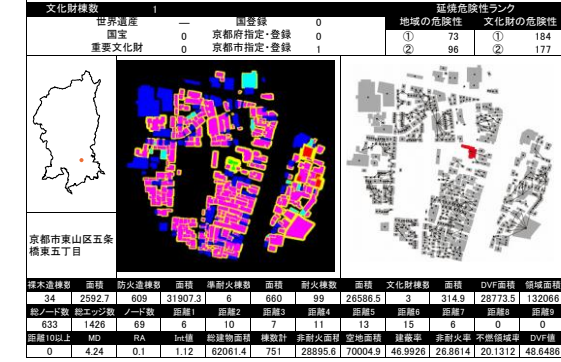 文化財棟数 1 延焼危険性ランク
世界遺産 — 国登録 0 地域の危険性 文化財の危険性
国宝 0 京都府指定・登録 0 ① 73 ① 184
重要文化財 0 京都市指定・登録 1 ② 96 ② 177
京都市東山区五条
橋東五丁目
裸木造棟数 面積 防火造棟数 面積 準耐火棟数 面積 耐火棟数 面積 文化財棟数 面積 DVF面積 領域面積
34 2592.7 609 31907.3 6 660 99 26586.5 3 314.9 28773.5 132066
総ノード数 総エッジ数 ノード数 距離1 距離2 距離3 距離4 距離5 距離6 距離7 距離8 距離9
633 1426 69 6 10 7 11 13 15 6 0 0
距離10以上 MD RA Int値 総建物面積 棟数計 非耐火面積 空地面積 建蔽率 非耐火率 不燃領域率 DVF値
0 4.24 0.1 1.12 62061.4 751 28895.6 70004.9 46.9926 26.8614 0.1312 48.6486